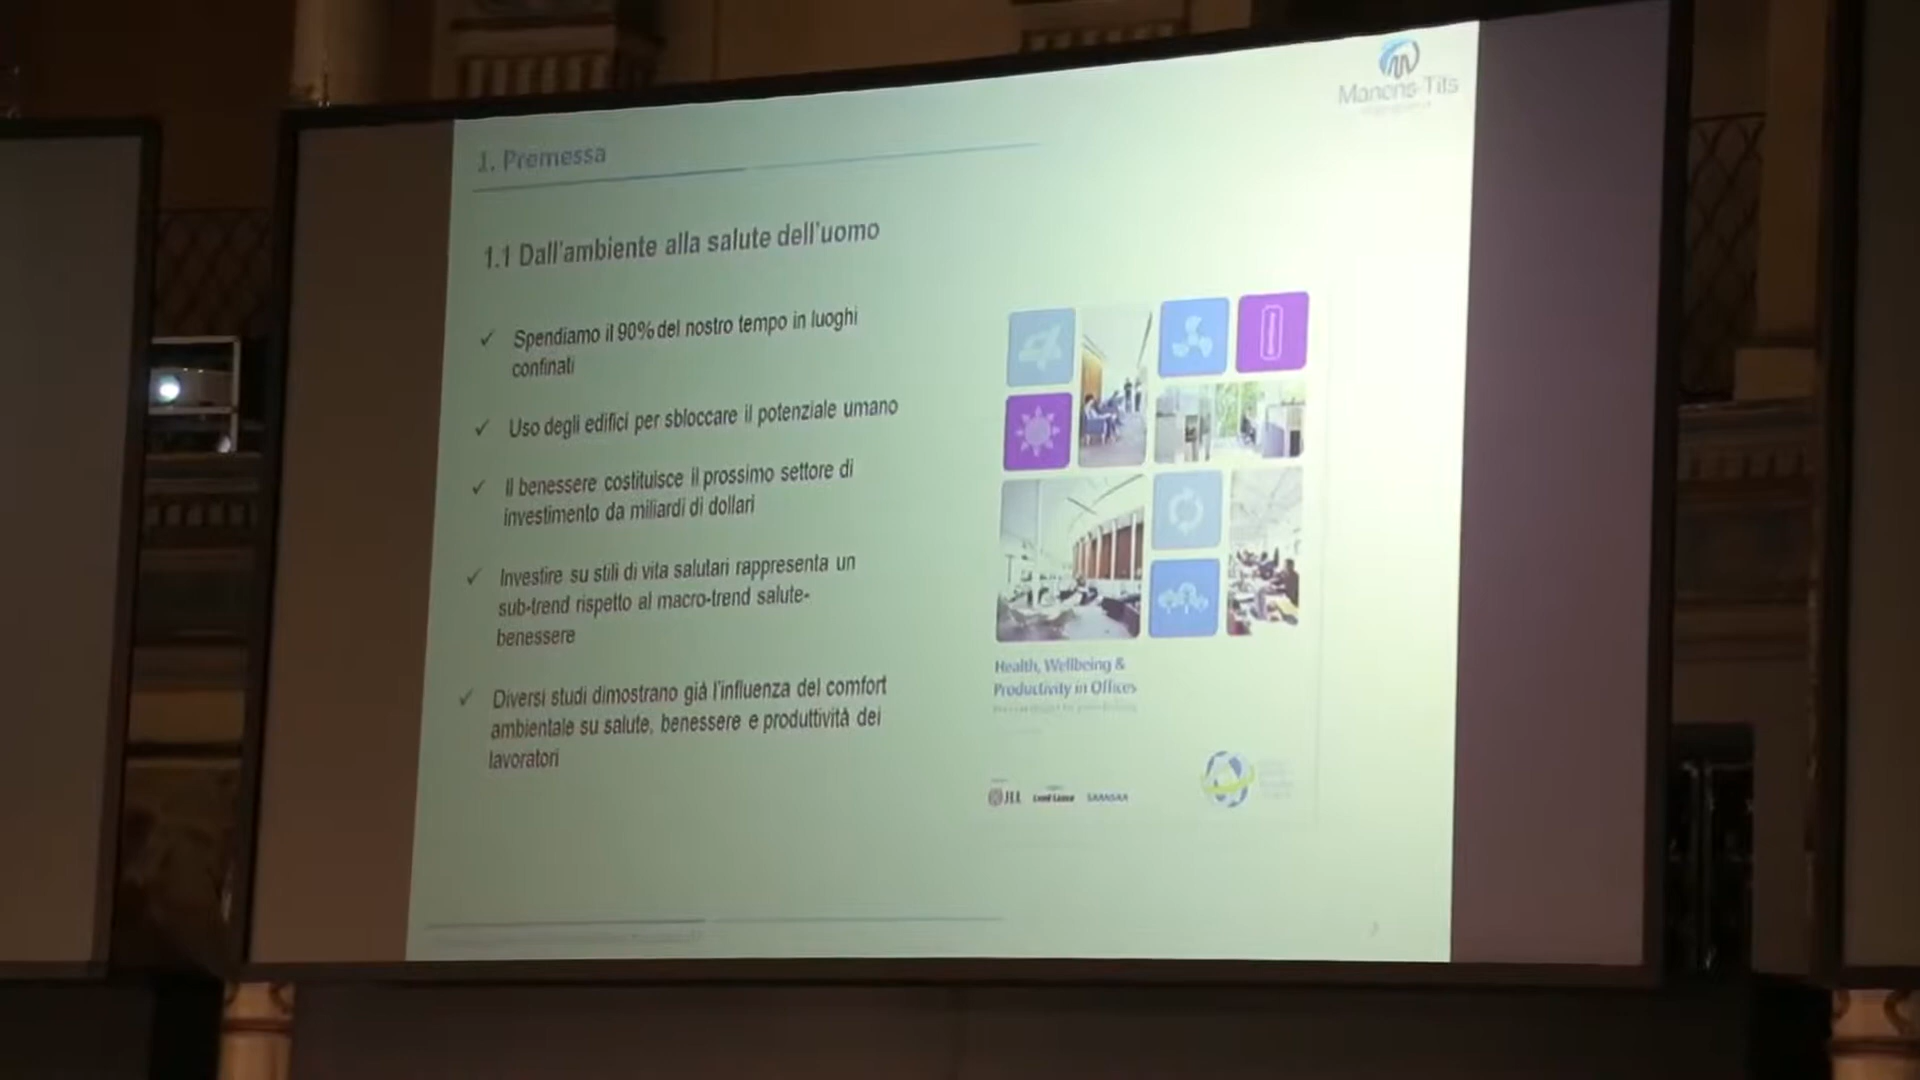 Manens-Tifs
1. Premessa
1.1 Dall'ambiente alla salute dell'uomo
✓ Spendiamo il 90% del nostro tempo in luoghi
confinati
✓ Uso degli edifici per sbloccare il potenziale umano
✓ Il benessere costituisce il prossimo settore di
investimento da miliardi di dollari
✓ Investire su stili di vita salutari rappresenta un
sub-trend rispetto al macro-trend salute-
benessere
✓ Diversi studi dimostrano già l'influenza del comfort
ambientale su salute, benessere e produttività dei
lavoratori
Health, Wellbeing &
Productivity in Offices
JLL Lend Lease SKANSKA